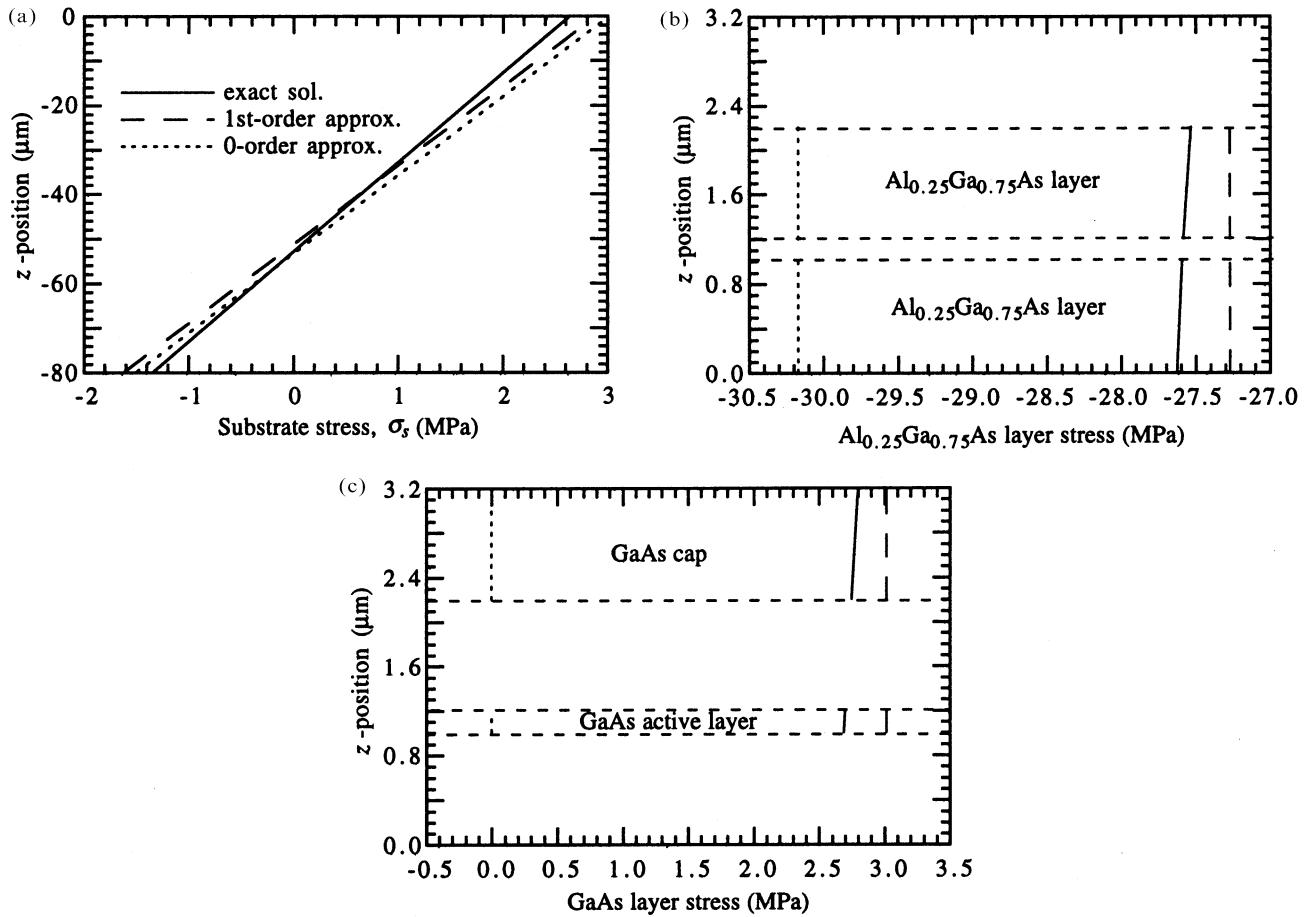 (a)
0
-20
-40
-60
-80
z -position (μm)
exact sol.
1st-order approx.
0-order approx.
-2 -1 0 1 2 3
Substrate stress, σs (MPa)
(b)
3.2
2.4
1.6
0.8
0.0
z -position (μm)
Al0.25Ga0.75As layer
Al0.25Ga0.75As layer
-30.5 -30.0 -29.0 -29.0 -28.5 -28.0 -27.5 -27.0
Al0.25Ga0.75As layer stress (MPa)
(c)
3.2
2.4
1.6
0.8
0.0
z -position (μm)
GaAs cap
GaAs active layer
-0.5 0.0 0.5 1.0 1.5 2.0 2.5 3.0 3.5
GaAs layer stress (MPa)